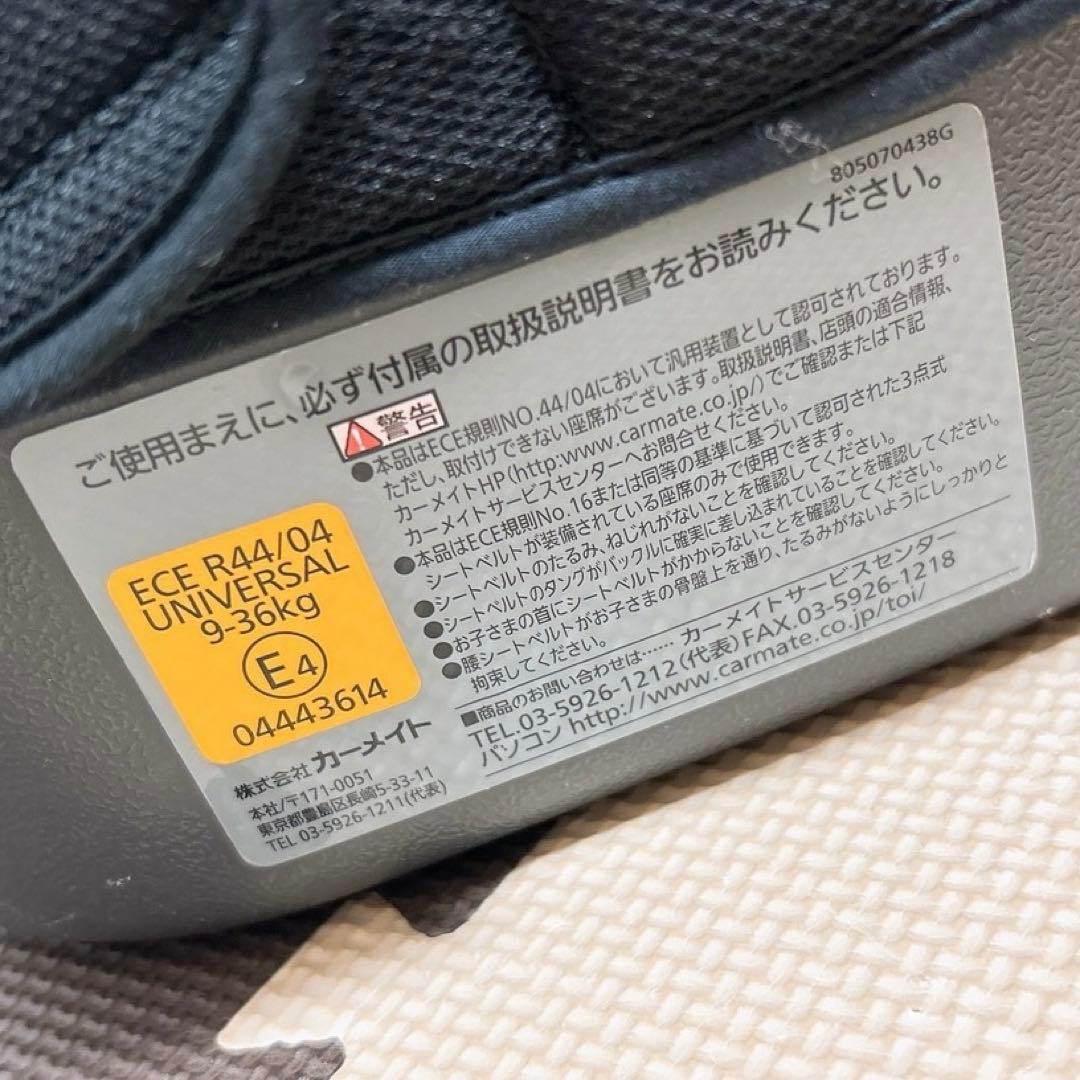 805070438G
ご使用まえに、必ず付属の取扱説明書をお読みください。
警告
●本品はECE規則NO.44/04において汎用装置として認可されております。
ただし、取付けできない座席がございます。取扱説明書、店頭の適合情報、
カーメイトHP(http:www.carmate.co.jp/)でご確認または下記
カーメイトサービスセンターへお問合せください。
●本品はECE規則No.16または同等の基準に基づいて認可された3点式
シートベルトが装備されている座席のみで使用できます。
●シートベルトのたるみ、ねじれがないことを確認してください。
●シートベルトのタングがバックルに確実に差し込まれていることを確認してください。
●お子さまの首にシートベルトがかからないことを確認してください。
●腰シートベルトがお子さまの骨盤上を通り、たるみがないようにしっかりと
拘束してください。
■商品のお問い合わせは…… カーメイトサービスセンター
TEL.03-5926-1212(代表)FAX.03-5926-1218
パソコン http://www.carmate.co.jp/toi/
ECE R44/04
UNIVERSAL
9-36kg
E4
04443614
株式会社 カーメイト
本社/〒171-0051
東京都豊島区長崎5-33-11
TEL 03-5926-1211(代表)